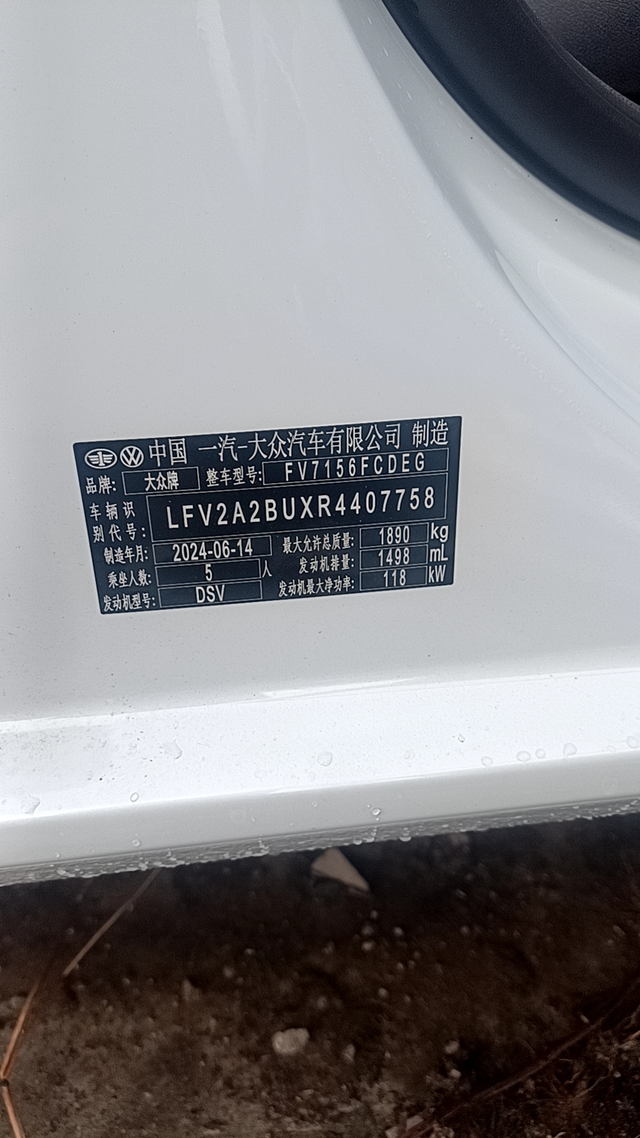 中国 一汽-大众汽车有限公司 制造
品牌: 大众牌 整车型号: FV7156FCDEG
车辆识别代号: LFV2A2BUXR4407758
制造年月: 2024-06-14 最大允许总质量: 1890 kg
乘坐人数: 5 人 发动机排量: 1498 mL
发动机型号: DSV 发动机最大净功率: 118 kW